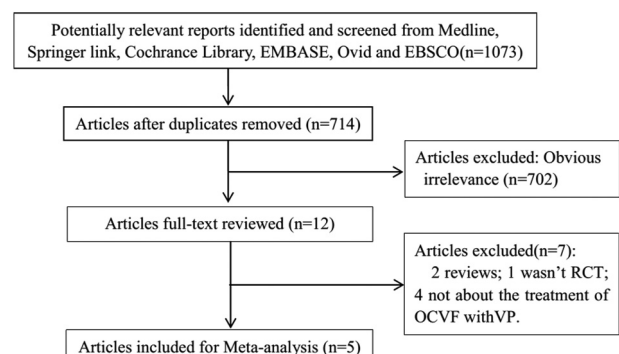 Potentially relevant reports identified and screened from Medline,
Springer link, Cochrance Library, EMBASE, Ovid and EBSCO(n=1073)
Articles after duplicates removed (n=714)
Articles excluded: Obvious
irrelevance (n=702)
Articles full-text reviewed (n=12)
Articles excluded(n=7):
2 reviews; 1 wasn’t RCT;
4 not about the treatment of
OCVF withVP.
Articles included for Meta-analysis (n=5)